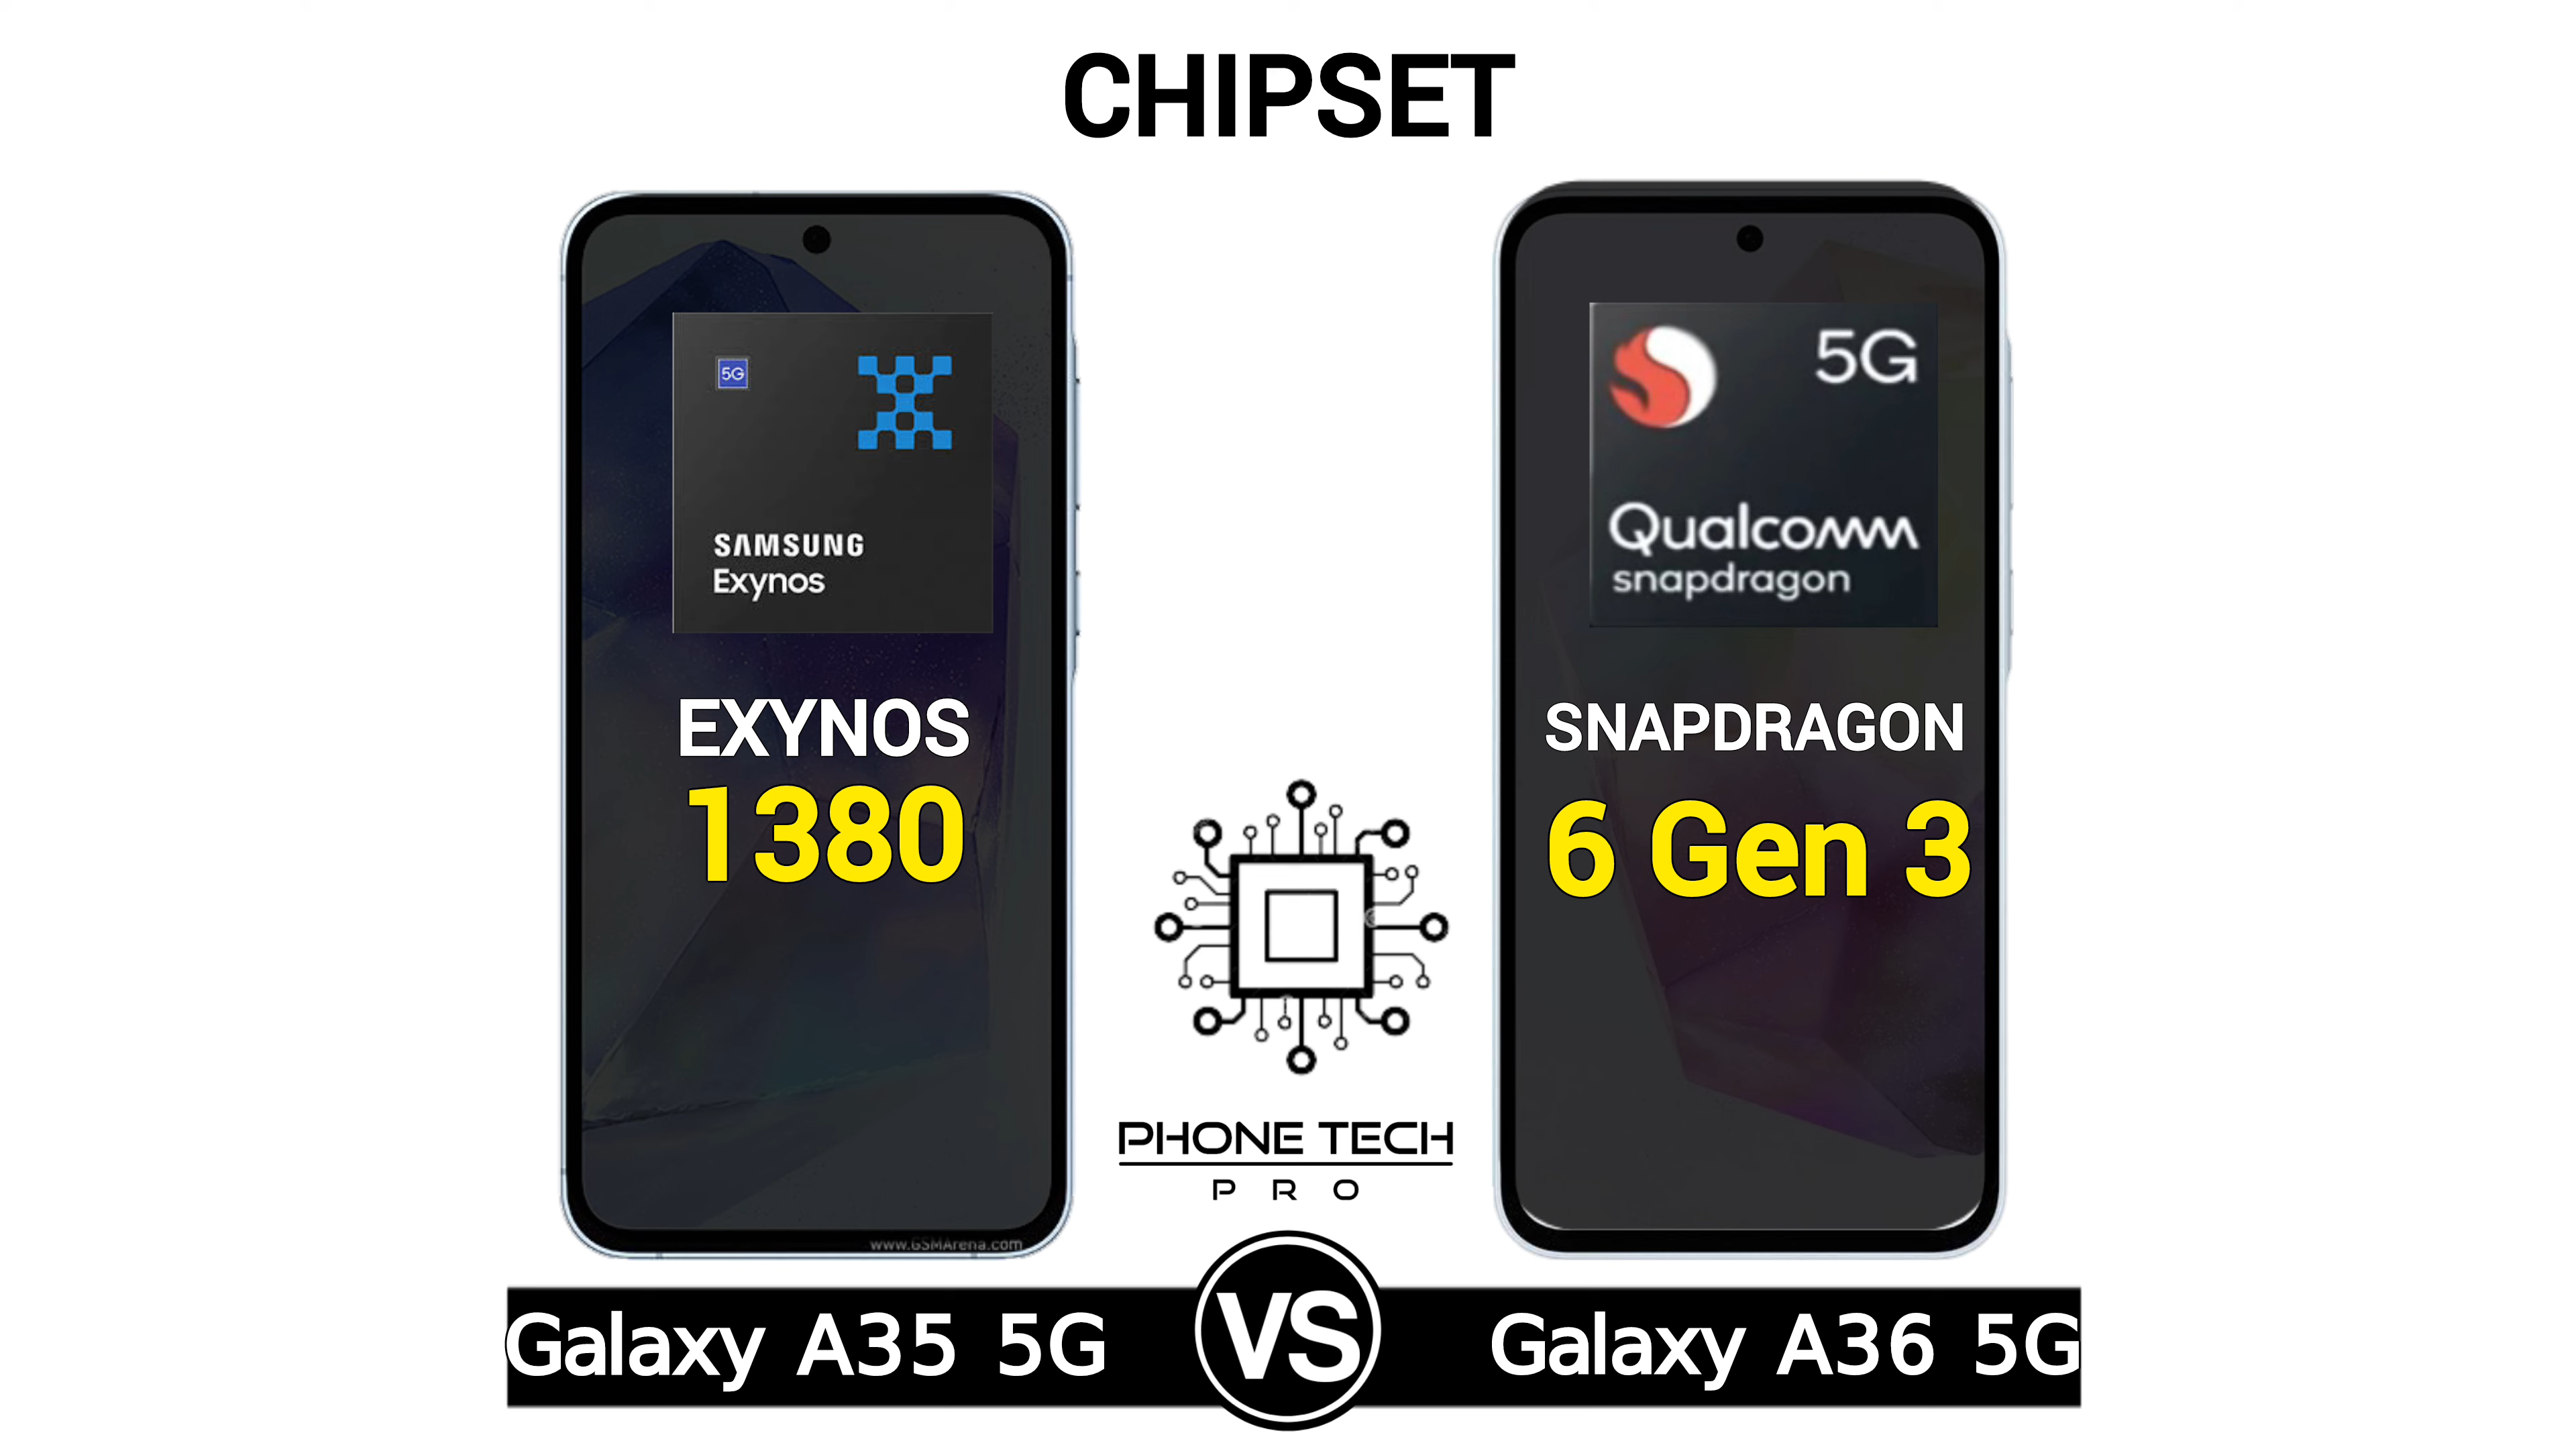 CHIPSET
5G
SAMSUNG
Exynos
EXYNOS
1380
www.GSMArena.com
5G
Qualcomm
snapdragon
SNAPDRAGON
6 Gen 3
PHONE TECH
PRO
Galaxy A35 5G
VS
Galaxy A36 5G